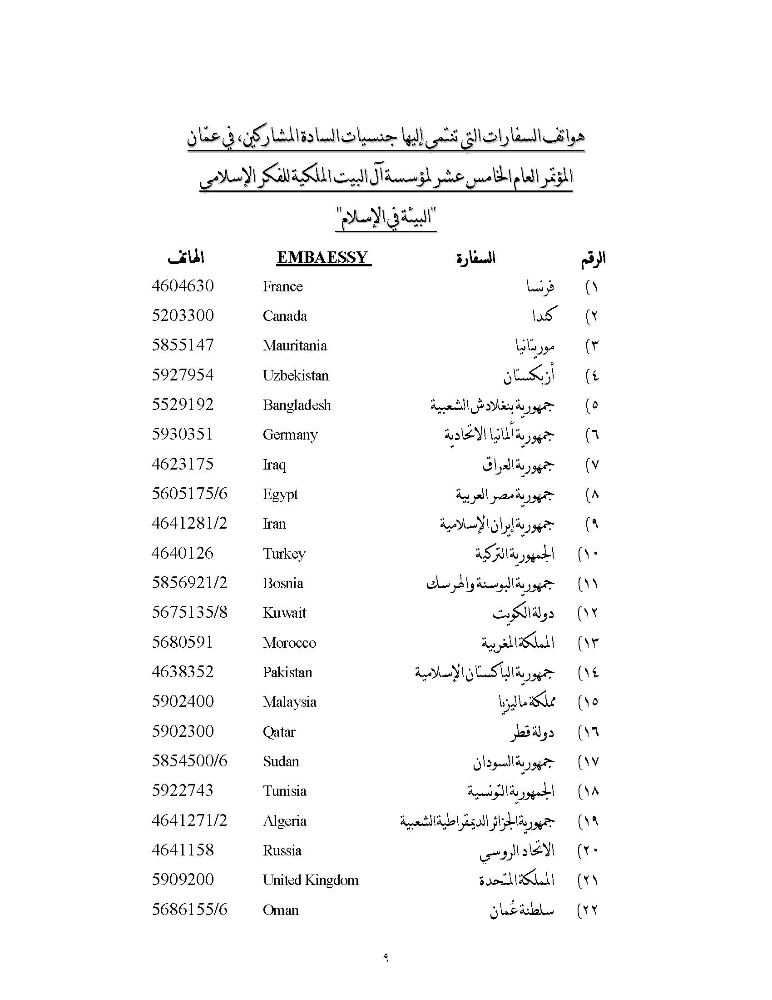 هواتف السفارات التي تنتمي إليها جنسيات السادة المشاركين، في عمّان
المؤتمر العام الخامس عشر لمؤسسة آل البيت الملكية للفكر الإسلامي
"البيئة في الإسلام"
الرقم السفارة EMBAESSY الهاتف
١) فرنسا France 4604630
٢) كندا Canada 5203300
٣) موريتانيا Mauritania 5855147
٤) أزبكستان Uzbekistan 5927954
٥) جمهورية بنغلادش الشعبية Bangladesh 5529192
٦) جمهورية ألمانيا الاتحادية Germany 5930351
٧) جمهورية العراق Iraq 4623175
٨) جمهورية مصر العربية Egypt 5605175/6
٩) جمهورية إيران الإسلامية Iran 4641281/2
١٠) الجمهورية التركية Turkey 4640126
١١) جمهورية البوسنة والهرسك Bosnia 5856921/2
١٢) دولة الكويت Kuwait 5675135/8
١٣) المملكة المغربية Morocco 5680591
١٤) جمهورية الباكستان الإسلامية Pakistan 4638352
١٥) مملكة ماليزيا Malaysia 5902400
١٦) دولة قطر Qatar 5902300
١٧) جمهورية السودان Sudan 5854500/6
١٨) الجمهورية التونسية Tunisia 5922743
١٩) جمهورية الجزائر الديمقراطية الشعبية Algeria 4641271/2
٢٠) الاتحاد الروسي Russia 4641158
٢١) المملكة المتحدة United Kingdom 5909200
٢٢) سلطنة عُمان Oman 5686155/6
٩